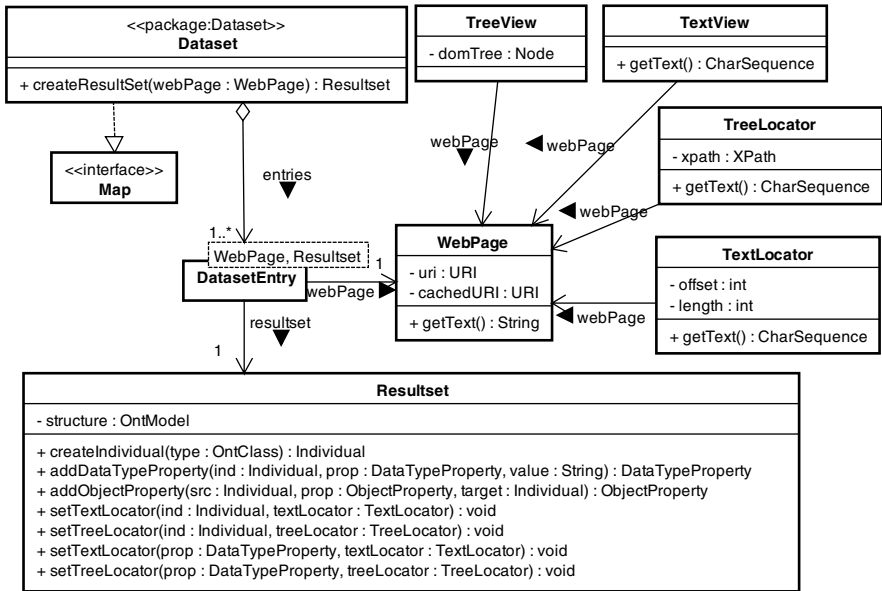 <<package:Dataset>>
Dataset
+ createResultSet(webPage : WebPage) : Resultset
TreeView
- domTree : Node
TextView
+ getText() : CharSequence
TreeLocator
- xpath : XPath
+ getText() : CharSequence
<<interface>>
Map
entries
1..*
webPage
webPage
webPage
WebPage, Resultset
DatasetEntry
1
webPage
WebPage
- uri : URI
- cachedURI : URI
+ getText() : String
TextLocator
- offset : int
- length : int
+ getText() : CharSequence
webPage
resultset
1
Resultset
- structure : OntModel
+ createIndividual(type : OntClass) : Individual
+ addDataTypeProperty(ind : Individual, prop : DataTypeProperty, value : String) : DataTypeProperty
+ addObjectProperty(src : Individual, prop : ObjectProperty, target : Individual) : ObjectProperty
+ setTextLocator(ind : Individual, textLocator : TextLocator) : void
+ setTreeLocator(ind : Individual, treeLocator : TreeLocator) : void
+ setTextLocator(prop : DataTypeProperty, textLocator : TextLocator) : void
+ setTreeLocator(prop : DataTypeProperty, treeLocator : TreeLocator) : void